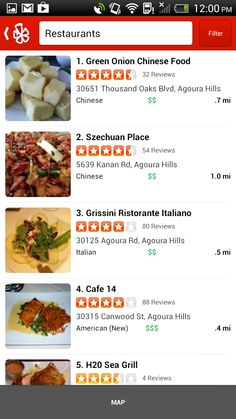 12:00 PM
Restaurants
Filter
1. Green Onion Chinese Food
32 Reviews
30651 Thousand Oaks Blvd, Agoura Hills
Chinese $$ .7 mi
2. Szechuan Place
54 Reviews
5639 Kanan Rd, Agoura Hills
Chinese $$ 1.0 mi
3. Grissini Ristorante Italiano
80 Reviews
30125 Agoura Rd, Agoura Hills
Italian $$ .5 mi
4. Cafe 14
88 Reviews
30315 Canwood St, Agoura Hills
American (New) $$$ .4 mi
5. H20 Sea Grill
4 Reviews
MAP